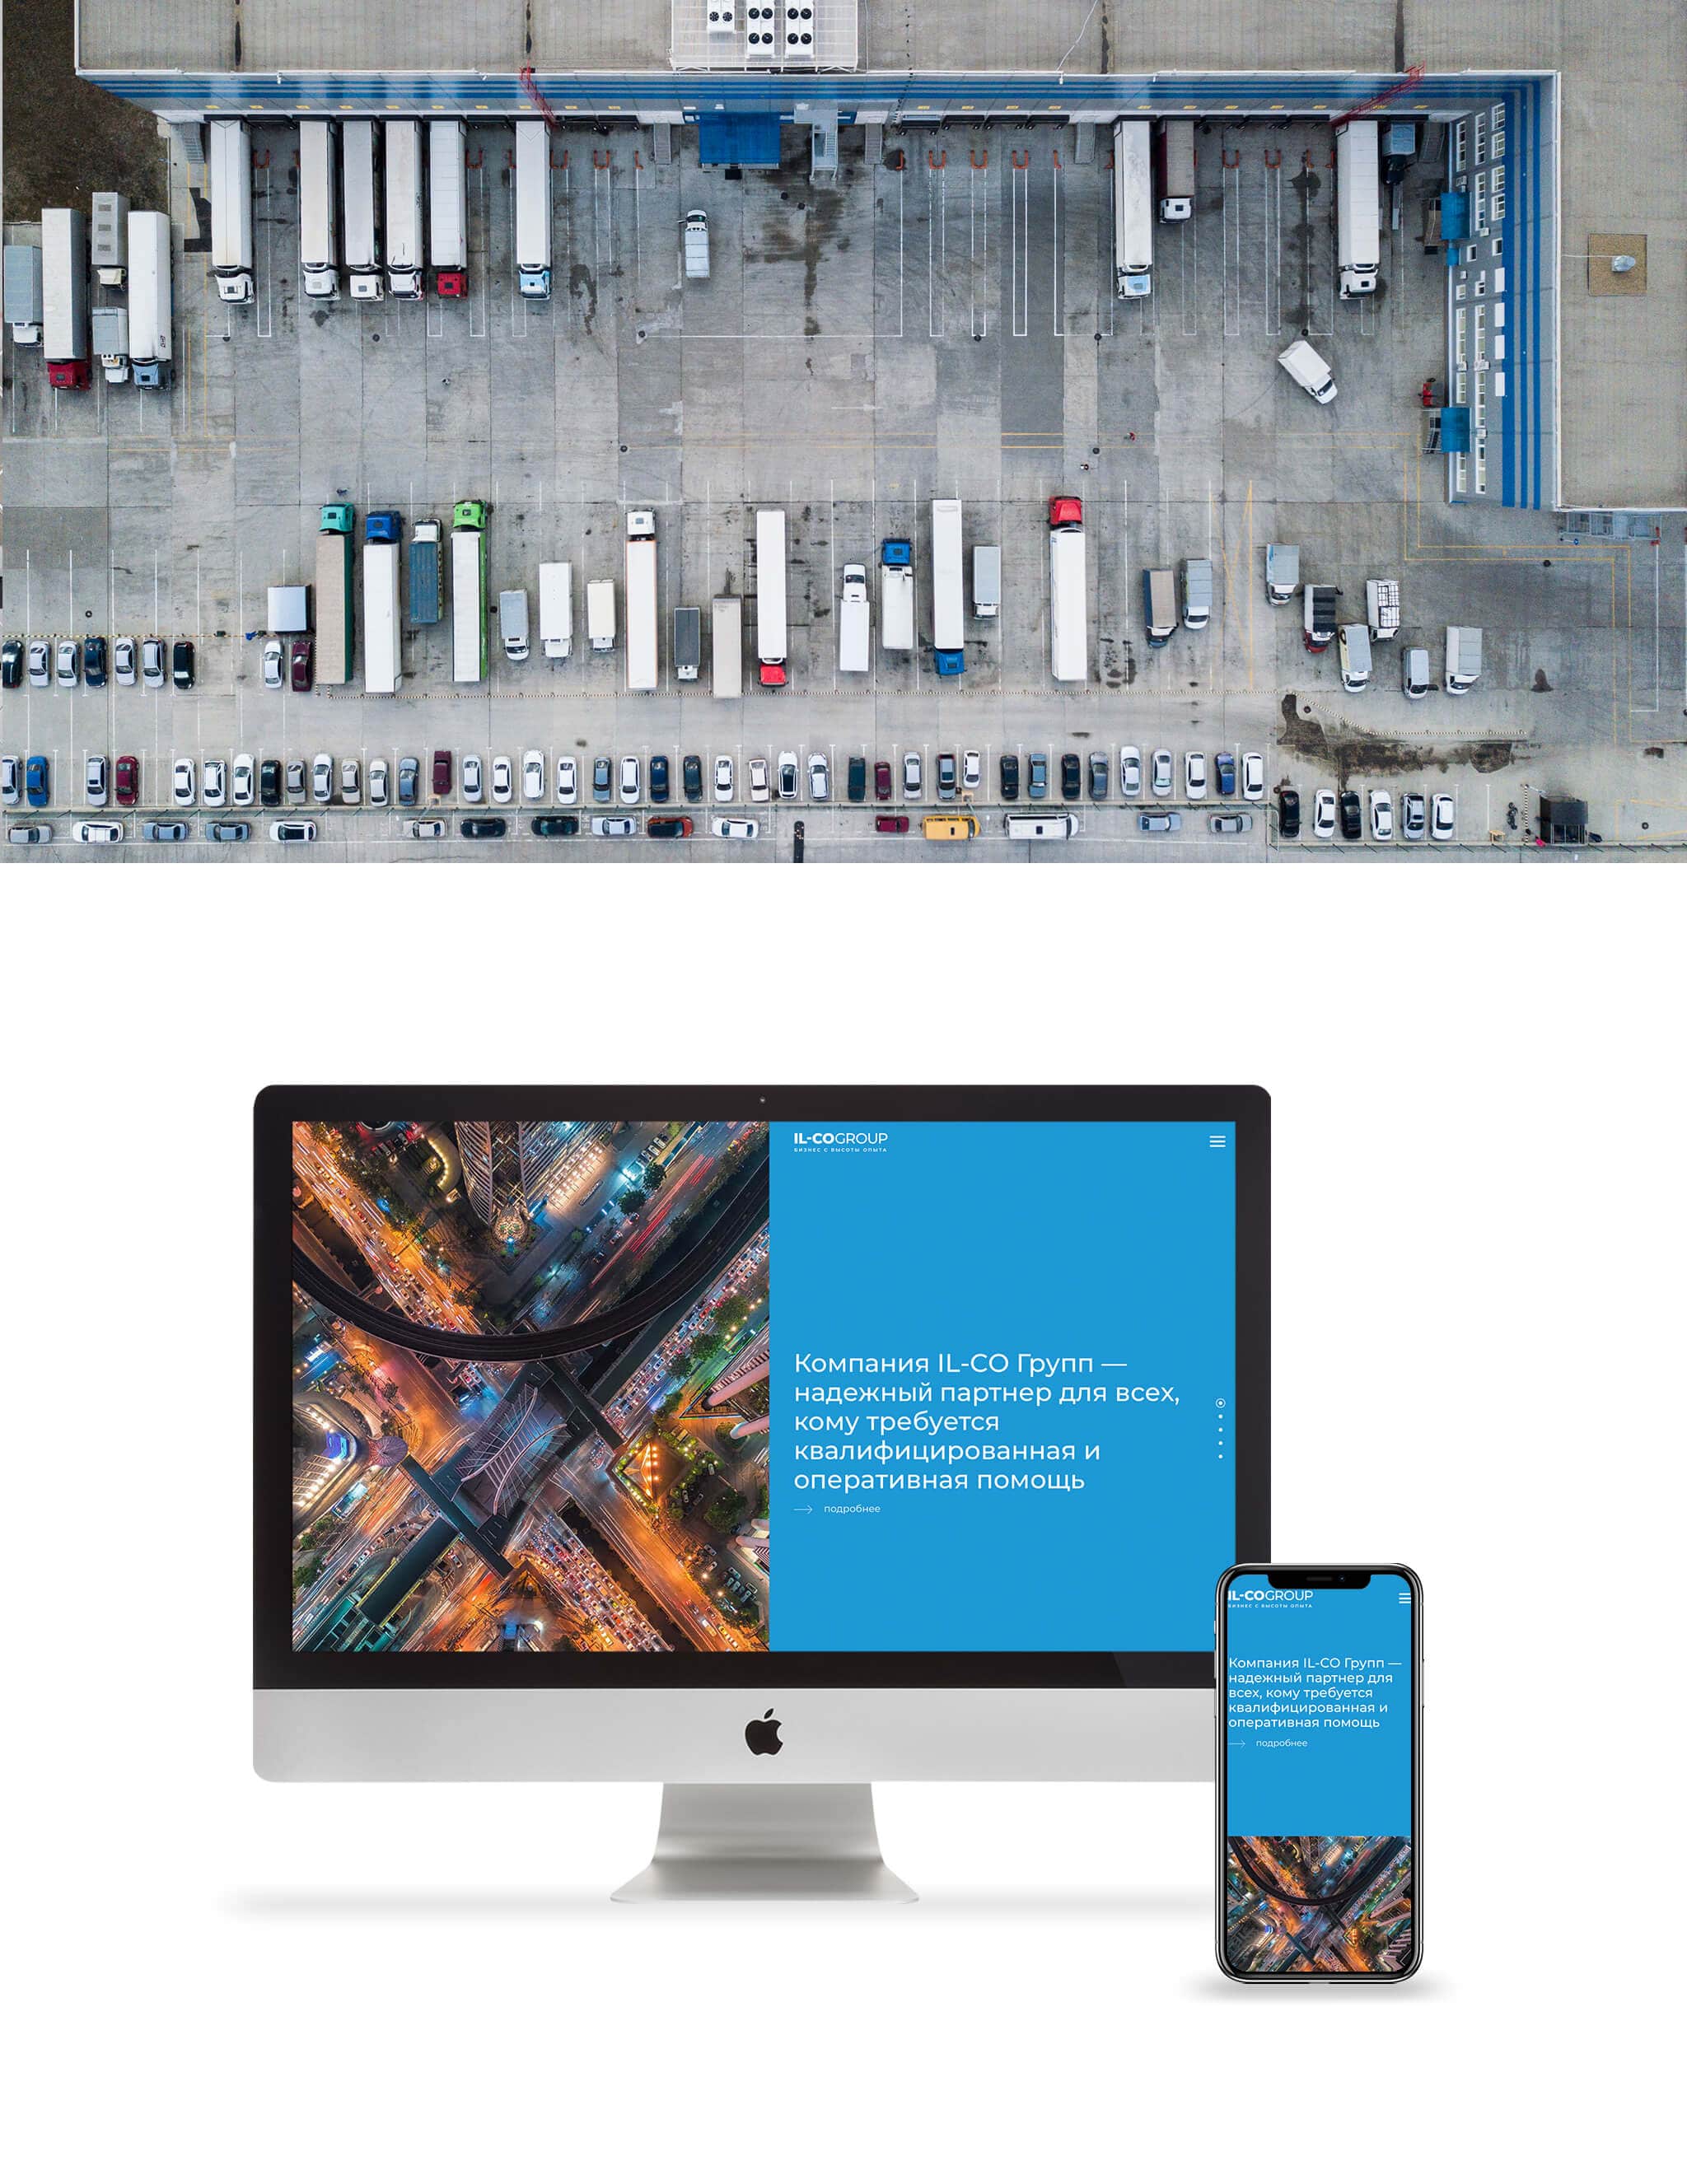 IL-COGROUP
БИЗНЕС С ВЫСОТЫ ОПЫТА
Компания IL-CO Групп —
надежный партнер для всех,
кому требуется
квалифицированная и
оперативная помощь
подробнее
IL-COGROUP
БИЗНЕС С ВЫСОТЫ ОПЫТА
Компания IL-CO Групп —
надежный партнер для
всех, кому требуется
квалифицированная и
оперативная помощь
подробнее